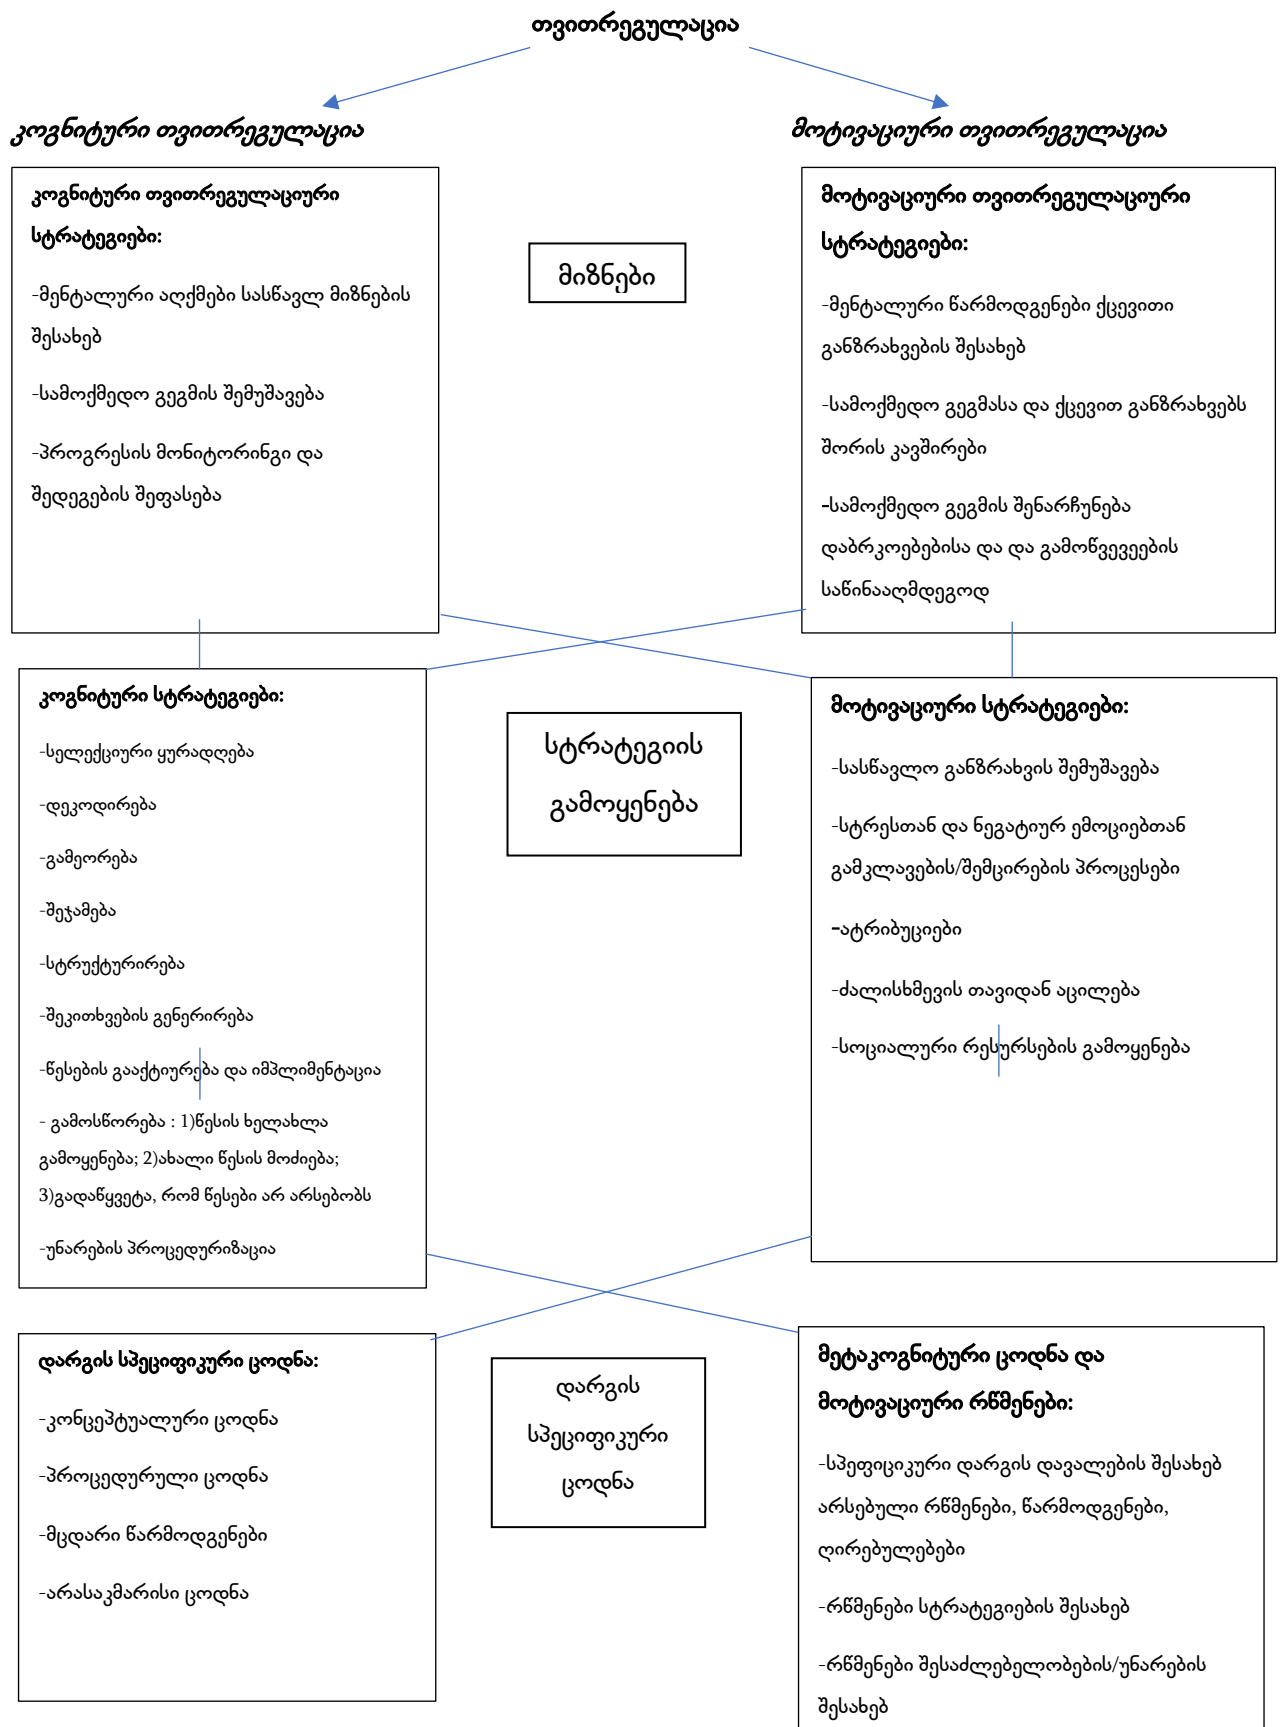 თვითრეგულაცია
კოგნიტური თვითრეგულაცია
მოტივაციური თვითრეგულაცია
კოგნიტური თვითრეგულაციური
სტრატეგიები:
-მენტალური აღქმები სასწავლ მიზნების
შესახებ
-სამოქმედო გეგმის შემუშავება
-პროგრესის მონიტორინგი და
შედეგების შეფასება
მიზნები
მოტივაციური თვითრეგულაციური
სტრატეგიები:
-მენტალური წარმოდგენები ქცევითი
განზრახვების შესახებ
-სამოქმედო გეგმასა და ქცევით განზრახვებს
შორის კავშირები
-სამოქმედო გეგმის შენარჩუნება
დაბრკოებებისა და და გამოწვევეების
საწინააღმდეგოდ
კოგნიტური სტრატეგიები:
-სელექციური ყურადღება
-დეკოდირება
-გამეორება
-შეჯამება
-სტრუქტურირება
-შეკითხვების გენერირება
-წესების გააქტიურება და იმპლიმენტაცია
- გამოსწორება : 1)წესის ხელახლა
გამოყენება; 2)ახალი წესის მოძიება;
3)გადაწყვეტა, რომ წესები არ არსებობს
-უნარების პროცედურიზაცია
სტრატეგიის
გამოყენება
მოტივაციური სტრატეგიები:
-სასწავლო განზრახვის შემუშავება
-სტრესთან და ნეგატიურ ემოციებთან
გამკლავების/შემცირების პროცესები
-ატრიბუციები
-ძალისხმევის თავიდან აცილება
-სოციალური რესურსების გამოყენება
დარგის სპეციფიკური ცოდნა:
-კონცეპტუალური ცოდნა
-პროცედურული ცოდნა
-მცდარი წარმოდგენები
-არასაკმარისი ცოდნა
დარგის
სპეციფიკური
ცოდნა
მეტაკოგნიტური ცოდნა და
მოტივაციური რწმენები:
-სპეფიციკური დარგის დავალების შესახებ
არსებული რწმენები, წარმოდგენები,
ღირებულებები
-რწმენები სტრატეგიების შესახებ
-რწმენები შესაძლებელობების/უნარების
შესახებ